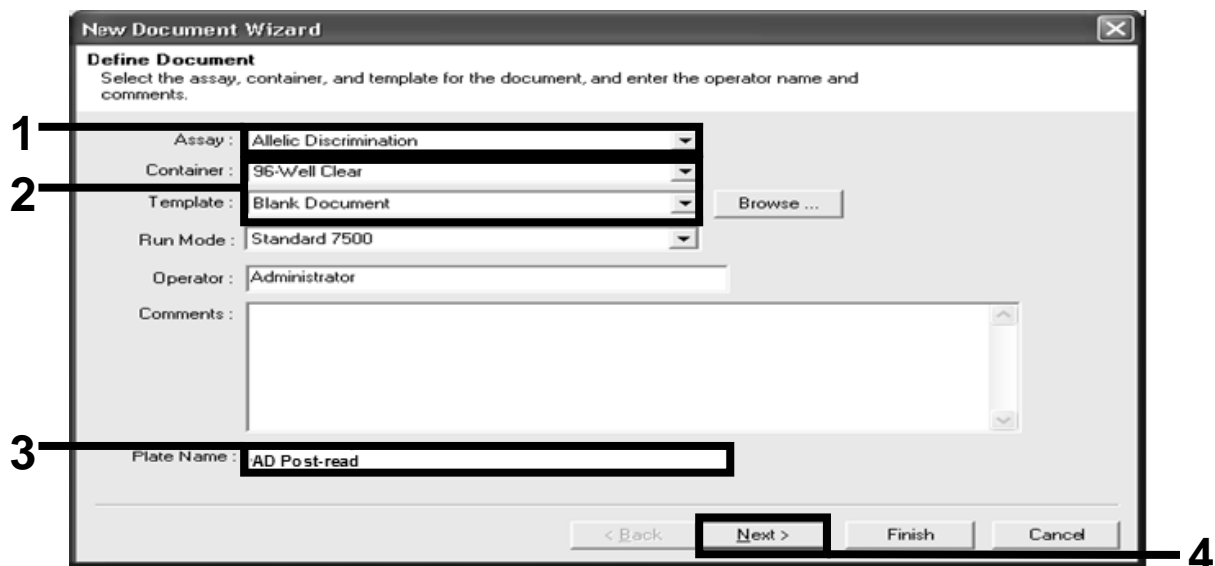 New Document Wizard
Define Document
Select the assay, container, and template for the document, and enter the operator name and
comments.
1
Assay : Allelic Discrimination
Container : 96-Well Clear
2
Template : Blank Document Browse ...
Run Mode : Standard 7500
Operator : Administrator
Comments :
3
Plate Name : AD Post-read
< Back Next > Finish Cancel
4